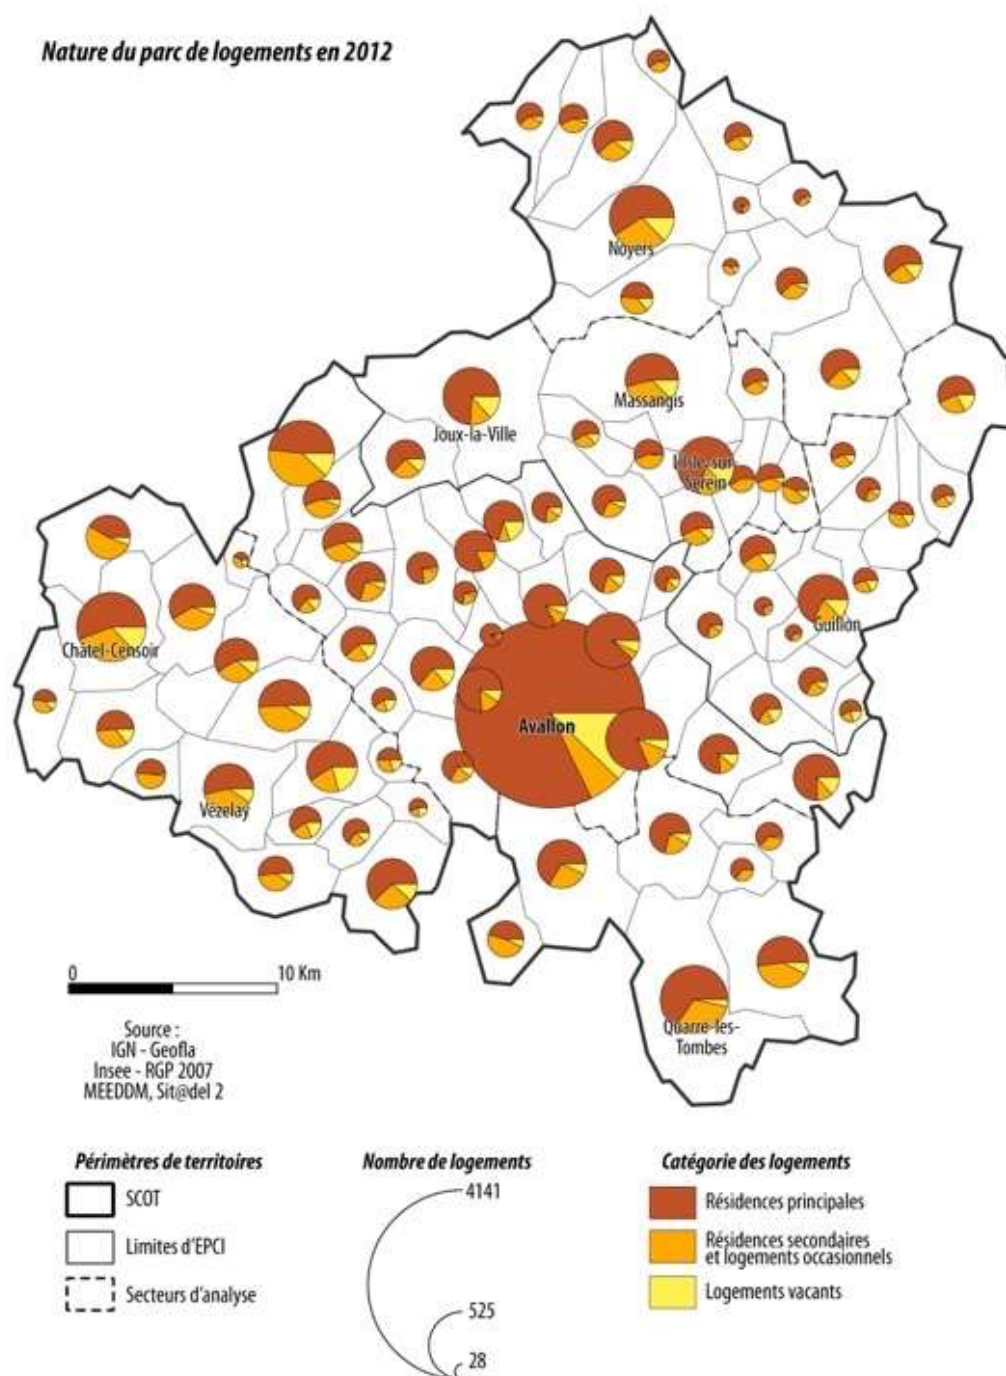 Nature du parc de logements en 2012
Noyers
Massangis
Joux-la-Ville
L'Isle-sur-
Serein
Guillon
Châtel-Censoir
Avallon
Vézelay
Quarré-les-
Tombes
0
10 Km
Source :
IGN - Geofla
Insee - RGP 2007
MEEDDM, Sit@del 2
Périmètres de territoires
SCOT
Limites d'EPCI
Secteurs d'analyse
Nombre de logements
4141
525
28
Catégorie des logements
Résidences principales
Résidences secondaires
et logements occasionnels
Logements vacants